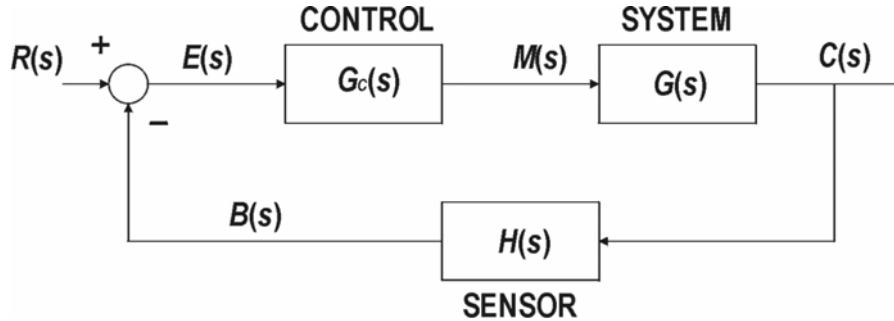 CONTROL SYSTEM
+
R(s) E(s) Gc(s) M(s) G(s) C(s)
−
B(s) H(s)
SENSOR